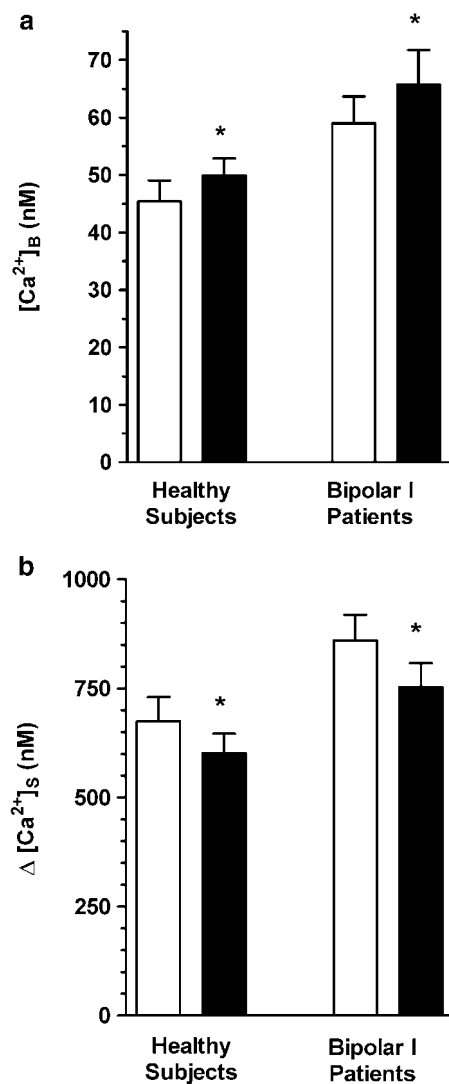 a
[Ca2+]B (nM)
70
60
50
40
30
20
10
0
*
*
Healthy
Subjects
Bipolar I
Patients
b
Δ [Ca2+]S (nM)
1000
750
500
250
0
*
*
Healthy
Subjects
Bipolar I
Patients